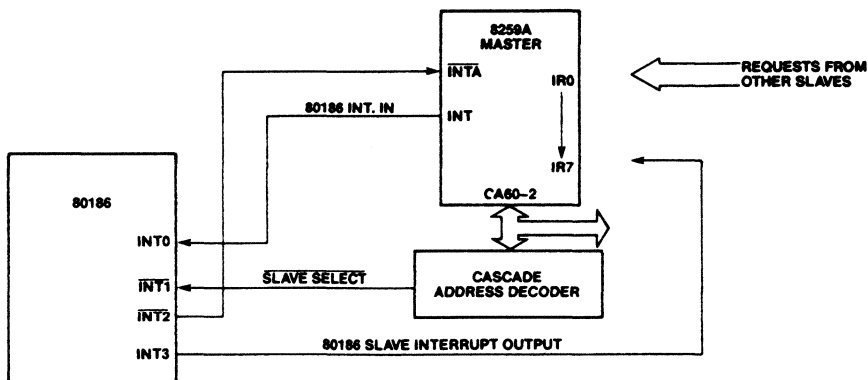 8259A
MASTER
INTA
IR0
REQUESTS FROM
OTHER SLAVES
80186 INT. IN
INT
IR7
80186
CA60-2
INT0
SLAVE SELECT
CASCADE
ADDRESS DECODER
INT1
INT2
INT3
80186 SLAVE INTERRUPT OUTPUT